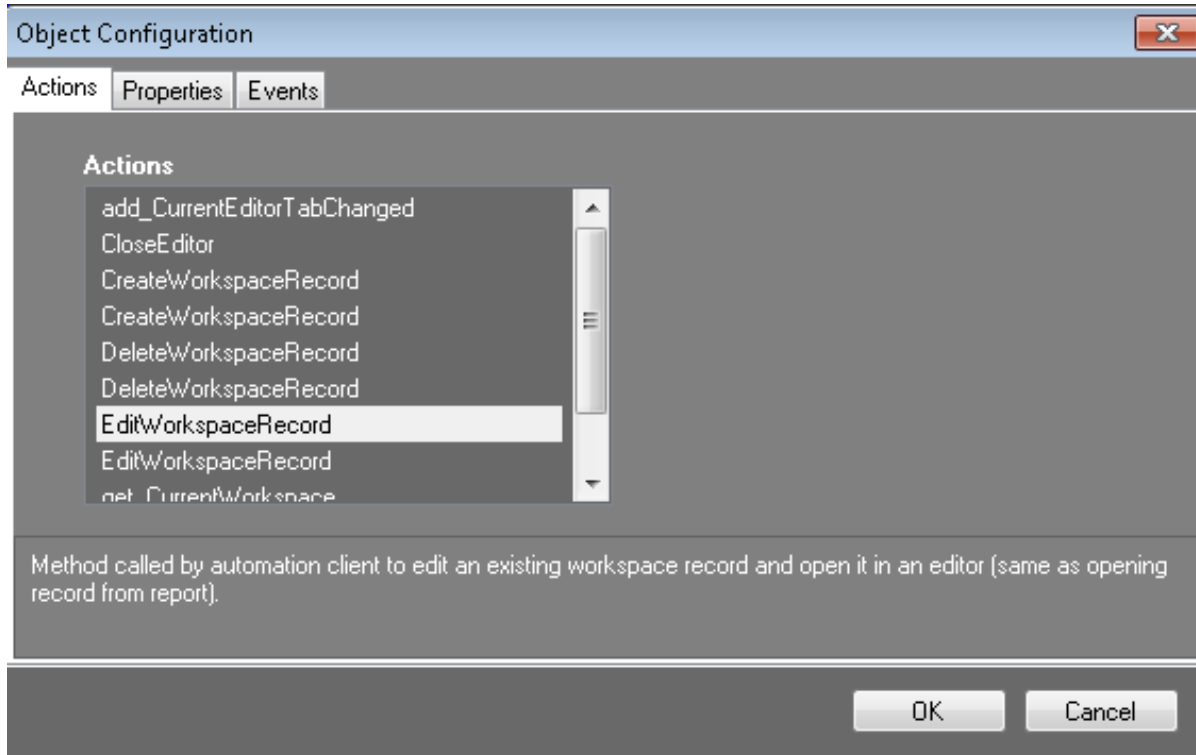 Object Configuration
Actions Properties Events
Actions
add_CurrentEditorTabChanged
CloseEditor
CreateWorkspaceRecord
CreateWorkspaceRecord
DeleteWorkspaceRecord
DeleteWorkspaceRecord
EditWorkspaceRecord
EditWorkspaceRecord
get_CurrentWorkspace
Method called by automation client to edit an existing workspace record and open it in an editor (same as opening
record from report).
OK Cancel